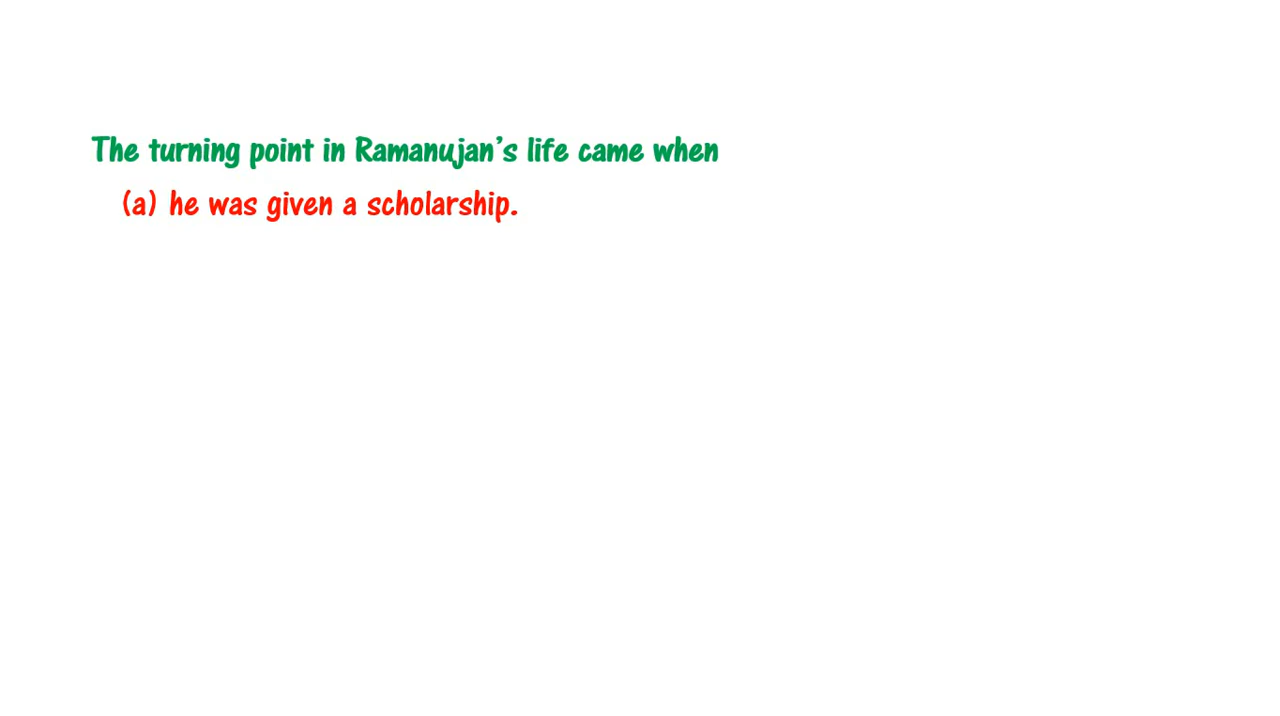 The turning point in Ramanujan's life came when
(a) he was given a scholarship.